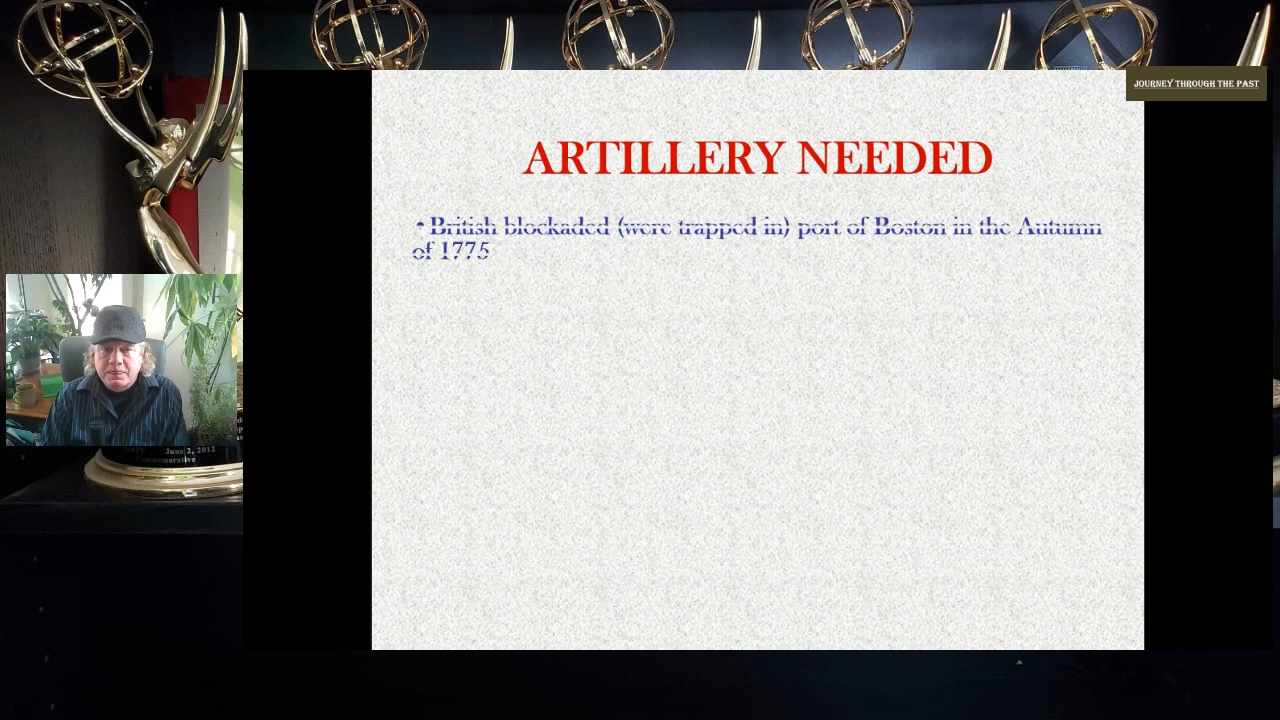 JOURNEY THROUGH THE PAST
ARTILLERY NEEDED
• British blockaded (were trapped in) port of Boston in the Autumn
of 1775
June 2, 2012
Commemorative